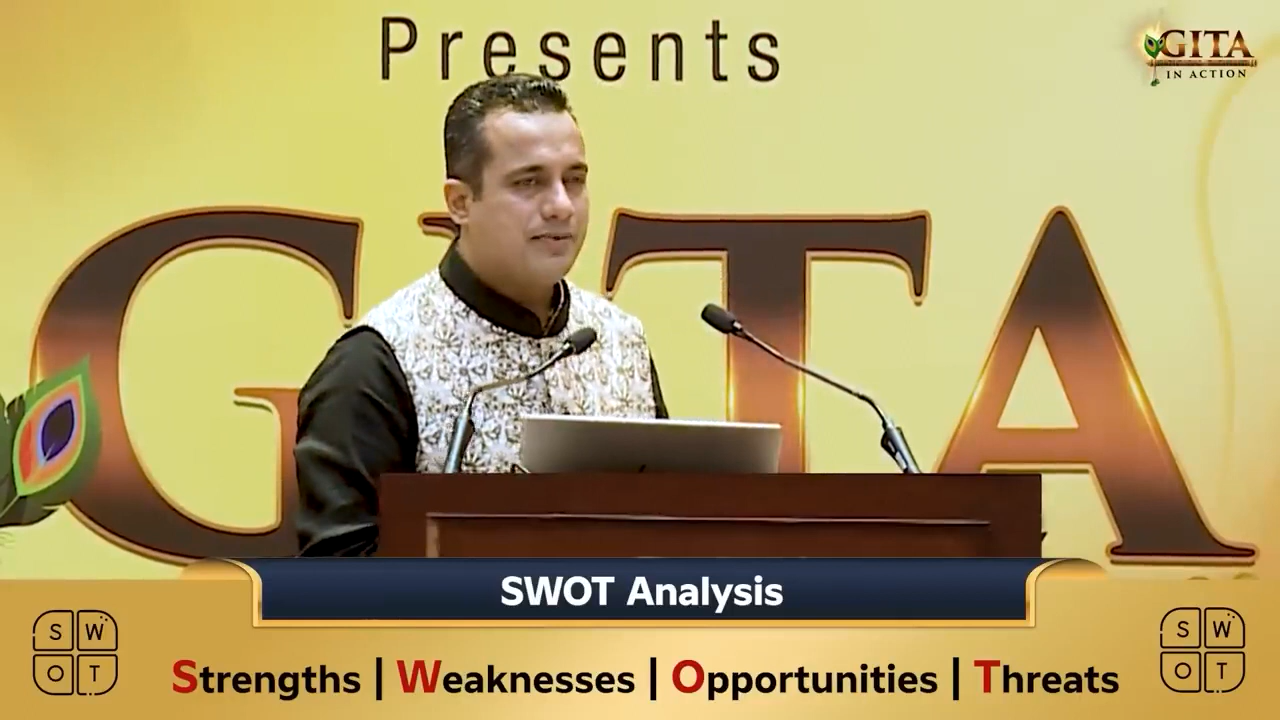 Presents
GITA
IN ACTION
GITA
SWOT Analysis
S W
O T
Strengths | Weaknesses | Opportunities | Threats
S W
O T